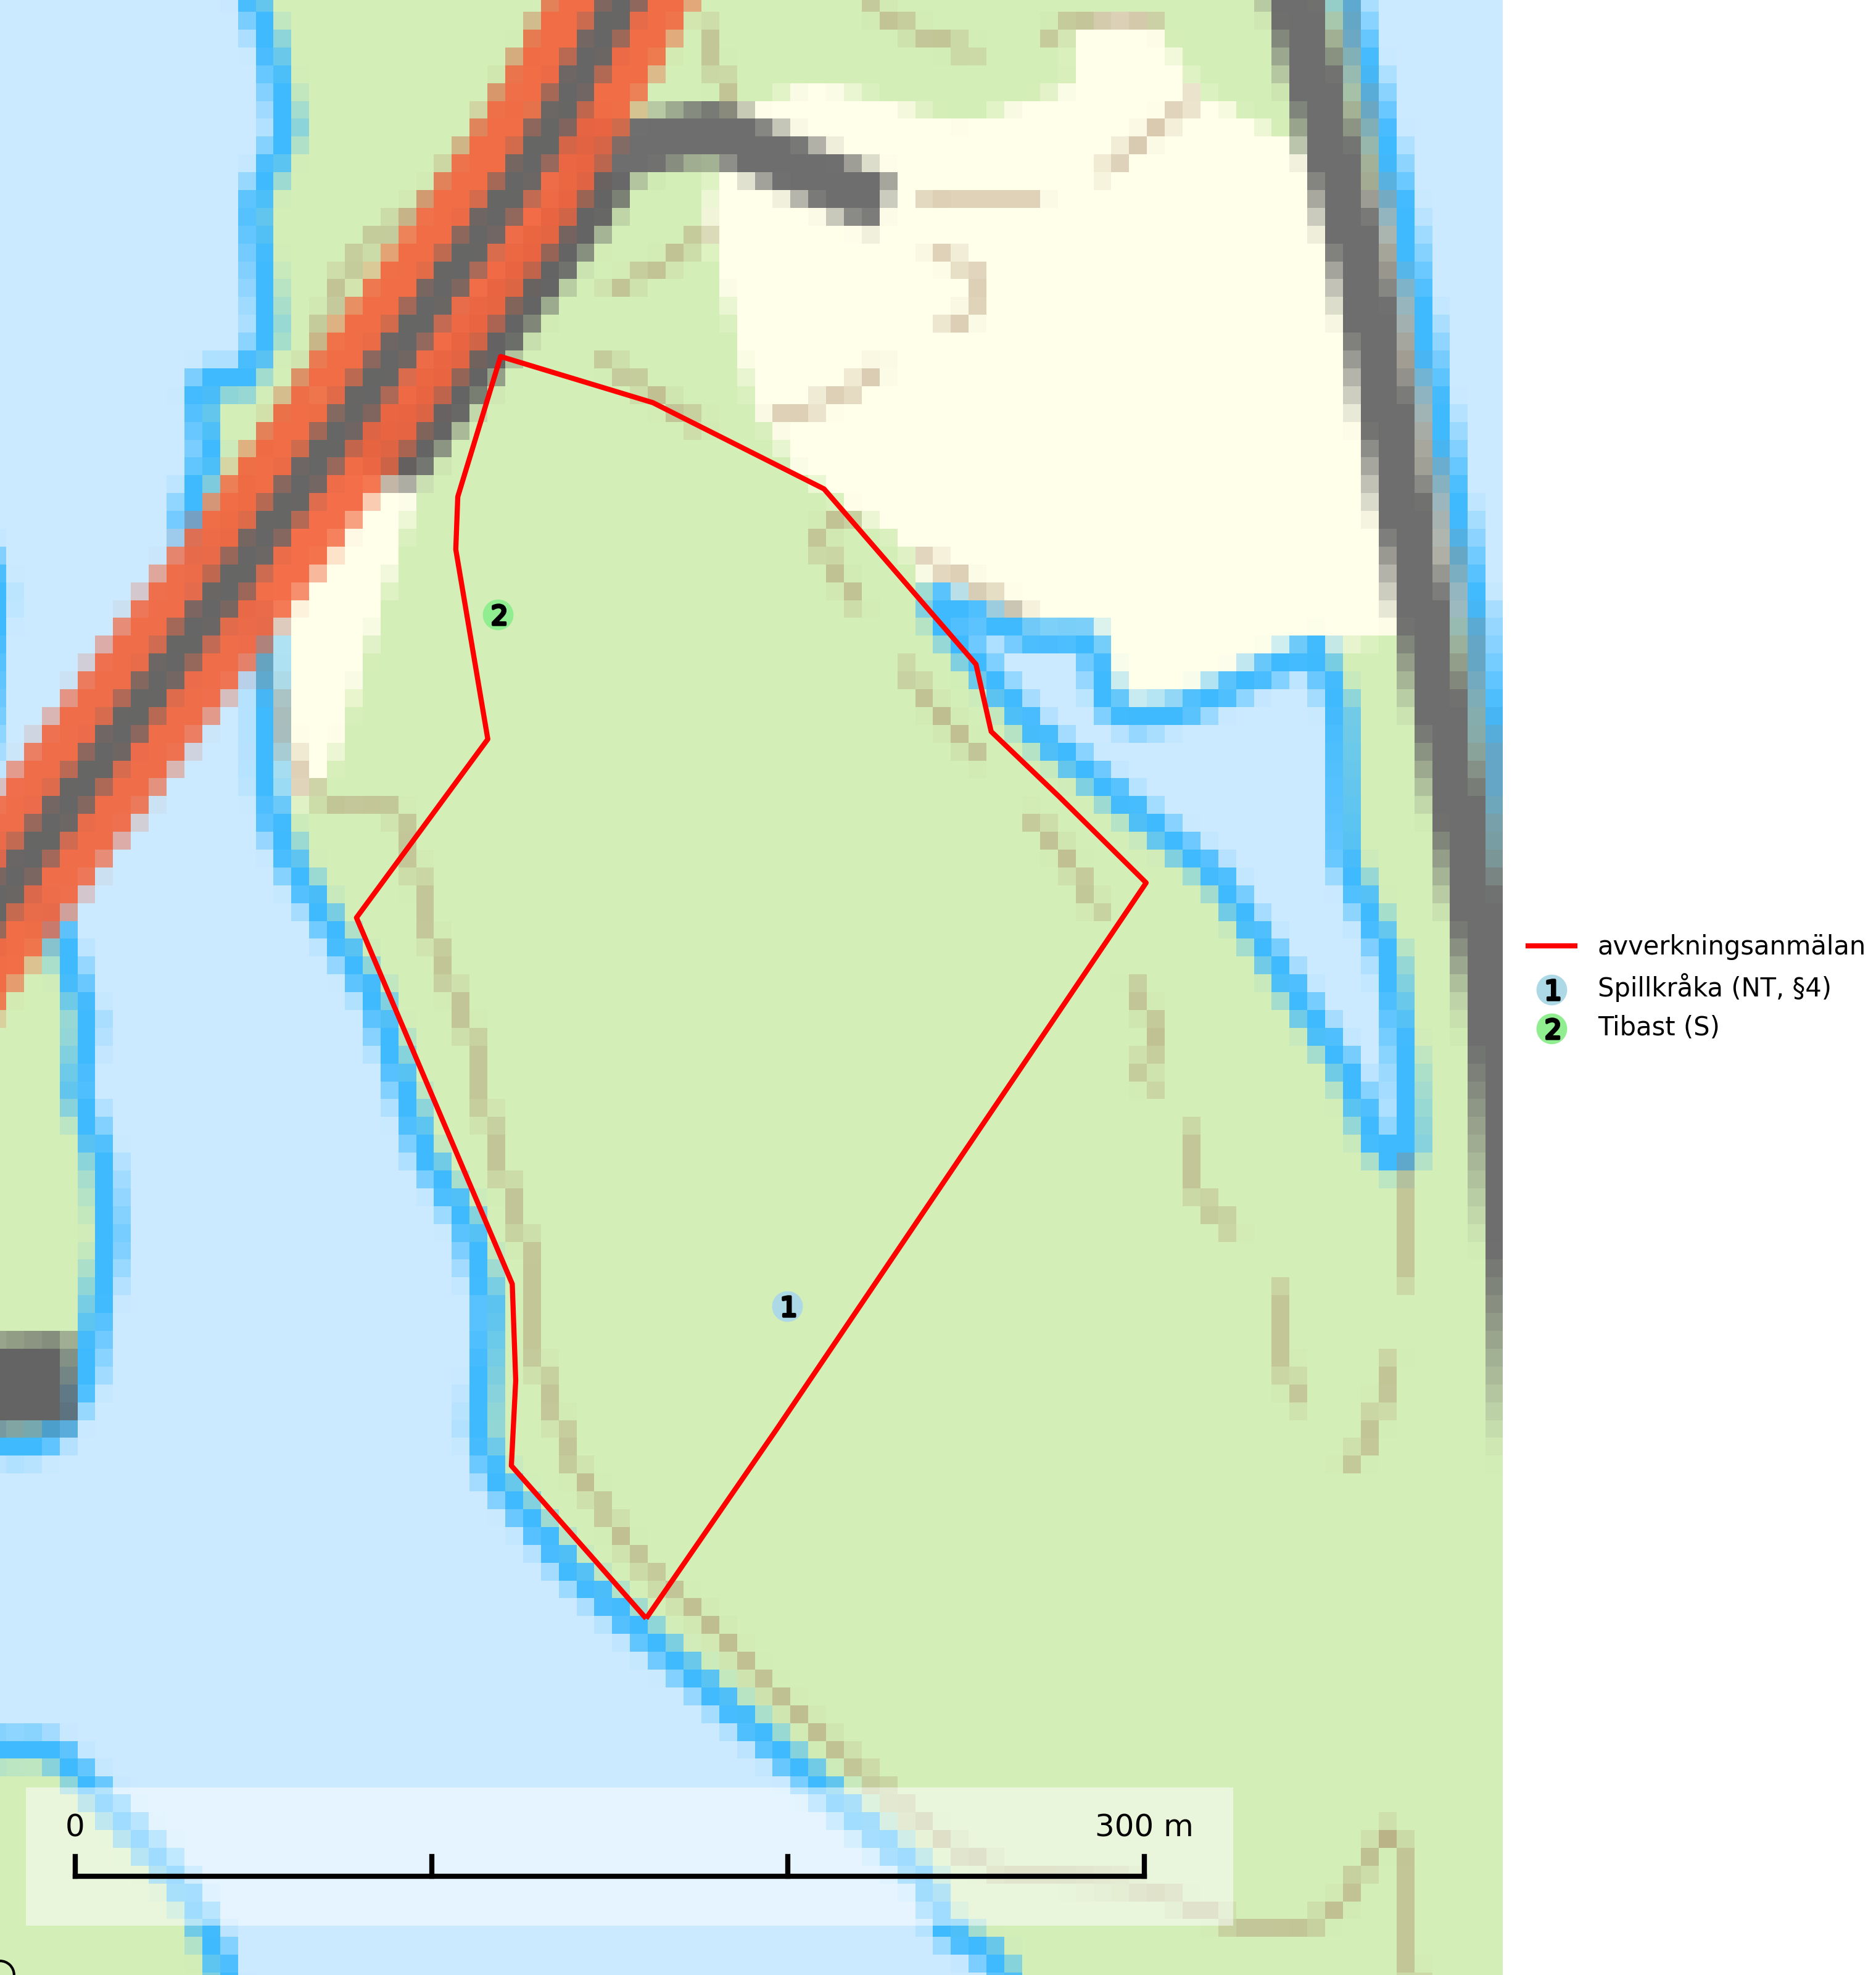 2
avverkningsanmälan
1 Spillkråka (NT, §4)
2 Tibast (S)
1
0 300 m